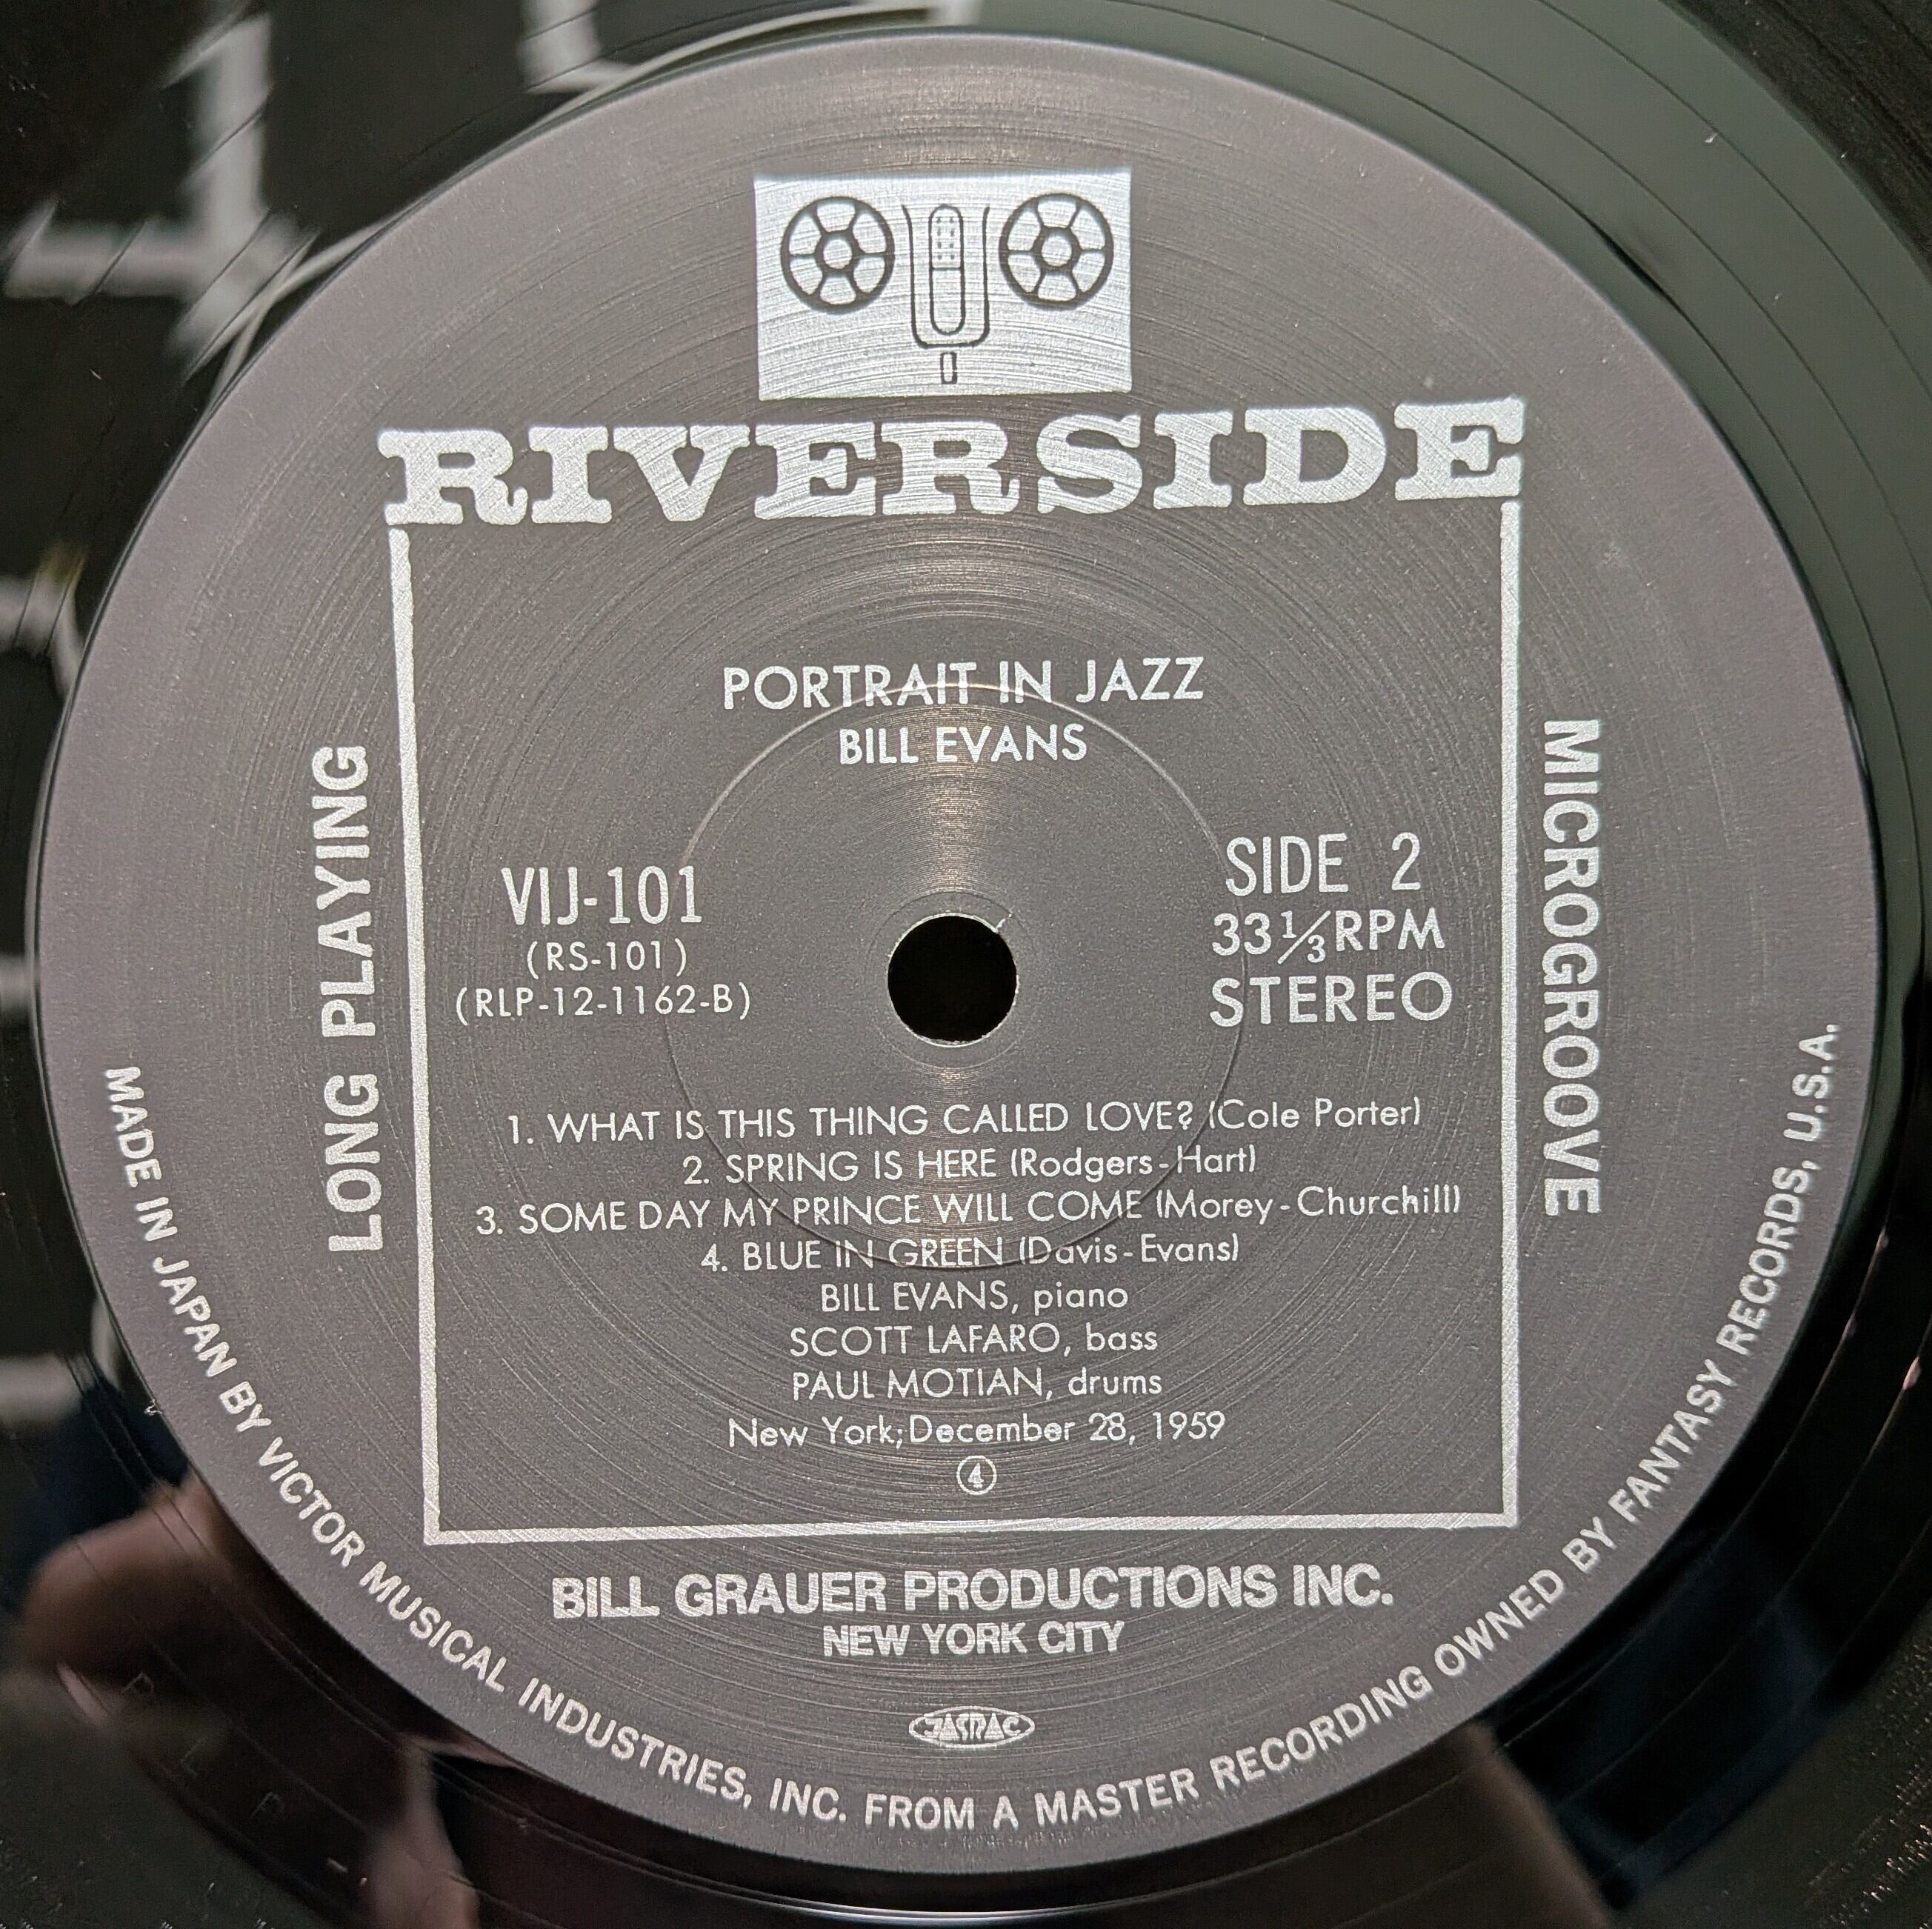 RIVERSIDE
PORTRAIT IN JAZZ
BILL EVANS
LONG PLAYING
MICROGROOVE
VIJ-101
(RS-101)
(RLP-12-1162-B)
SIDE 2
33 1/3 RPM
STEREO
1. WHAT IS THIS THING CALLED LOVE? (Cole Porter)
2. SPRING IS HERE (Rodgers-Hart)
3. SOME DAY MY PRINCE WILL COME (Morey-Churchill)
4. BLUE IN GREEN (Davis-Evans)
BILL EVANS, piano
SCOTT LAFARO, bass
PAUL MOTIAN, drums
New York;December 28, 1959
④
BILL GRAUER PRODUCTIONS INC.
NEW YORK CITY
JASRAC
MADE IN JAPAN BY VICTOR MUSICAL INDUSTRIES, INC. FROM A MASTER RECORDING OWNED BY FANTASY RECORDS, U.S.A.